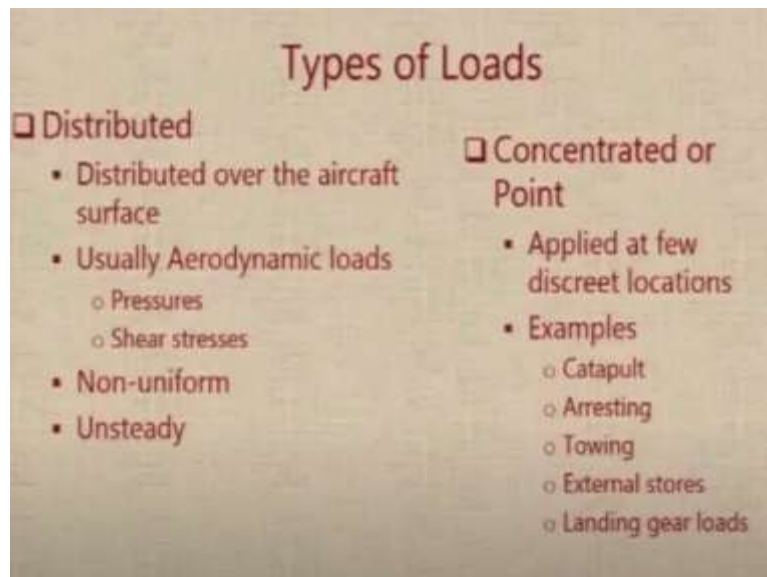 Types of Loads
Distributed
Distributed over the aircraft
surface
Usually Aerodynamic loads
Pressures
Shear stresses
Non-uniform
Unsteady
Concentrated or
Point
Applied at few
discreet locations
Examples
Catapult
Arresting
Towing
External stores
Landing gear loads